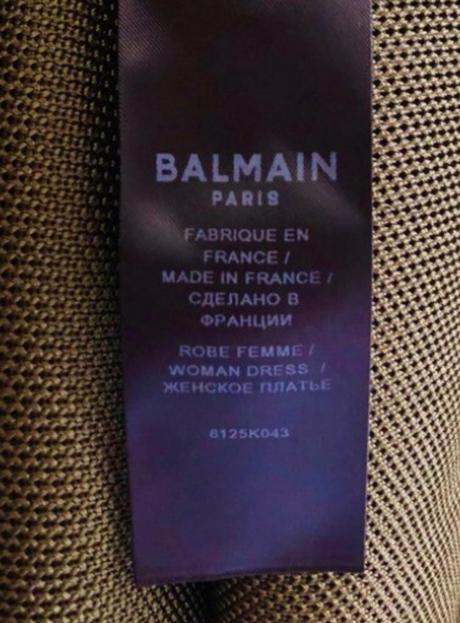 BALMAIN
PARIS
FABRIQUE EN
FRANCE /
MADE IN FRANCE /
СДЕЛАНО В
ФРАНЦИИ
ROBE FEMME /
WOMAN DRESS /
ЖЕНСКОЕ ПЛАТЬЕ
6125K043